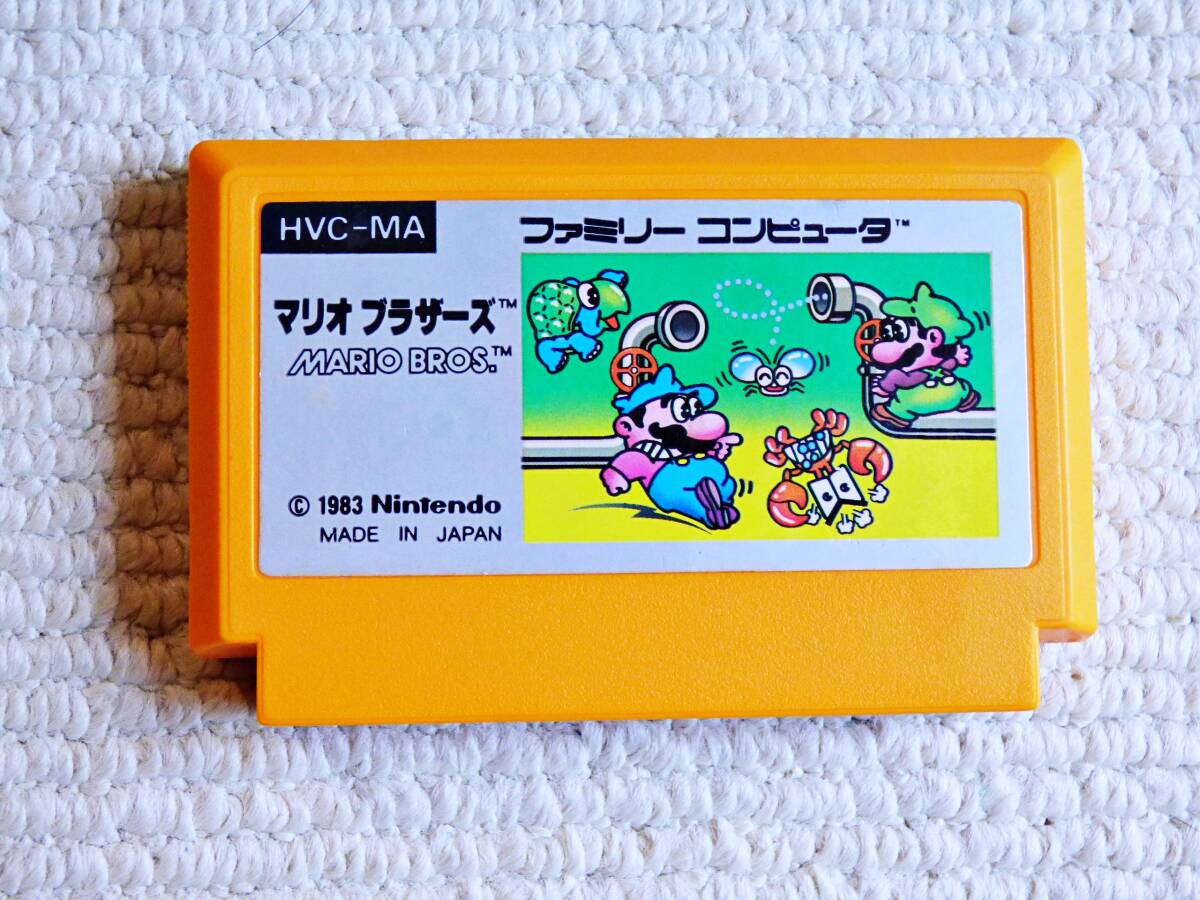 HVC-MA
ファミリー コンピュータ™
マリオ ブラザーズ™
MARIO BROS.™
© 1983 Nintendo
MADE IN JAPAN